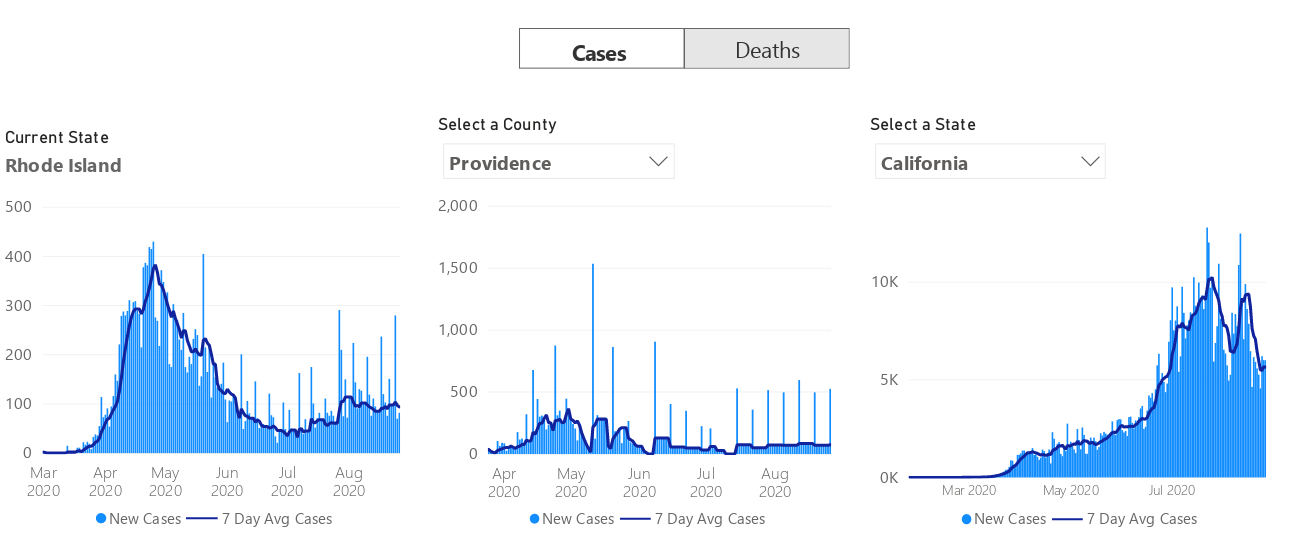 Cases Deaths
Current State
Rhode Island
Select a County
Providence
Select a State
California
500
400
300
200
100
0
Mar 2020
Apr 2020
May 2020
Jun 2020
Jul 2020
Aug 2020
New Cases 7 Day Avg Cases
2,000
1,500
1,000
500
0
Apr 2020
May 2020
Jun 2020
Jul 2020
Aug 2020
New Cases 7 Day Avg Cases
10K
5K
0K
Mar 2020 May 2020 Jul 2020
New Cases 7 Day Avg Cases